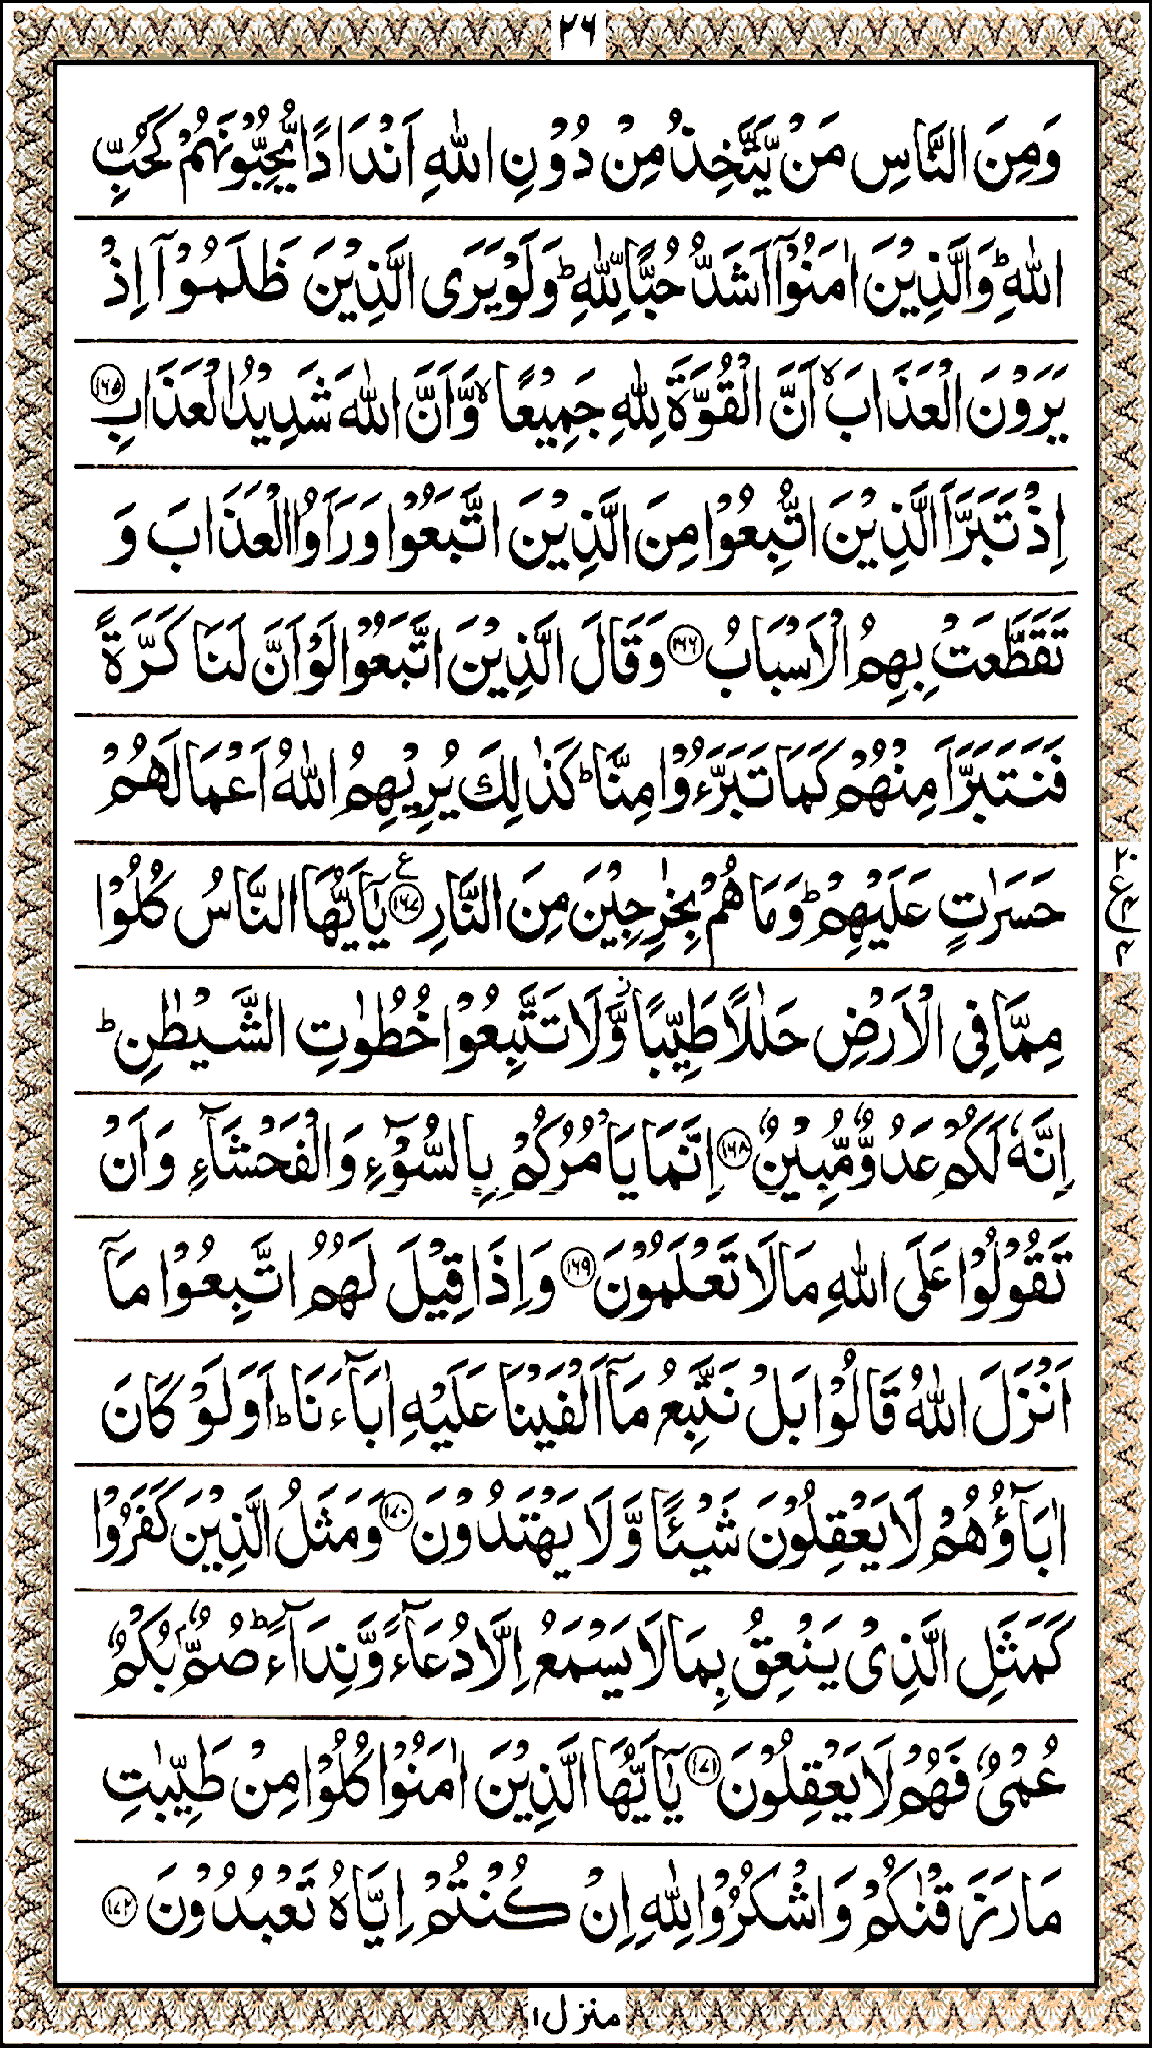 ٢٦
وَمِنَ النَّاسِ مَنْ يَّتَّخِذُ مِنْ دُوْنِ اللّٰهِ اَنْدَادًا يُّحِبُّوْنَهُمْ كَحُبِّ
اللّٰهِ ؕ وَالَّذِيْنَ اٰمَنُوْٓا اَشَدُّ حُبًّا لِّلّٰهِ ؕ وَلَوْ يَرَى الَّذِيْنَ ظَلَمُوْٓا اِذْ
يَرَوْنَ الْعَذَابَ ۙ اَنَّ الْقُوَّةَ لِلّٰهِ جَمِيْعًا ۙ وَّاَنَّ اللّٰهَ شَدِيْدُ الْعَذَابِ ١٦٥
اِذْ تَبَرَّاَ الَّذِيْنَ اتُّبِعُوْا مِنَ الَّذِيْنَ اتَّبَعُوْا وَرَاَوُا الْعَذَابَ وَ
تَقَطَّعَتْ بِهِمُ الْاَسْبَابُ ١٦٦ وَقَالَ الَّذِيْنَ اتَّبَعُوْا لَوْ اَنَّ لَنَا كَرَّةً
فَنَتَبَرَّاَ مِنْهُمْ كَمَا تَبَرَّءُوْا مِنَّا ؕ كَذٰلِكَ يُرِيْهِمُ اللّٰهُ اَعْمَالَهُمْ
حَسَرٰتٍ عَلَيْهِمْ ؕ وَمَا هُمْ بِخٰرِجِيْنَ مِنَ النَّارِ ١٦٧ ع يٰٓاَيُّهَا النَّاسُ كُلُوْا
مِمَّا فِى الْاَرْضِ حَلٰلًا طَيِّبًا ۖ وَّلَا تَتَّبِعُوْا خُطُوٰتِ الشَّيْطٰنِ ؕ
اِنَّهٗ لَكُمْ عَدُوٌّ مُّبِيْنٌ ١٦٨ اِنَّمَا يَاْمُرُكُمْ بِالسُّوْٓءِ وَالْفَحْشَآءِ وَاَنْ
تَقُوْلُوْا عَلَى اللّٰهِ مَا لَا تَعْلَمُوْنَ ١٦٩ وَاِذَا قِيْلَ لَهُمُ اتَّبِعُوْا مَآ
اَنْزَلَ اللّٰهُ قَالُوْا بَلْ نَتَّبِعُ مَآ اَلْفَيْنَا عَلَيْهِ اٰبَآءَنَا ؕ اَوَلَوْ كَانَ
اٰبَآؤُهُمْ لَا يَعْقِلُوْنَ شَيْـًٔا وَّلَا يَهْتَدُوْنَ ١٧٠ وَمَثَلُ الَّذِيْنَ كَفَرُوْا
كَمَثَلِ الَّذِىْ يَنْعِقُ بِمَا لَا يَسْمَعُ اِلَّا دُعَآءً وَّنِدَآءً ؕ صُمٌّ بُكْمٌ
عُمْىٌ فَهُمْ لَا يَعْقِلُوْنَ ١٧١ يٰٓاَيُّهَا الَّذِيْنَ اٰمَنُوْا كُلُوْا مِنْ طَيِّبٰتِ
مَا رَزَقْنٰكُمْ وَاشْكُرُوْا لِلّٰهِ اِنْ كُنْتُمْ اِيَّاهُ تَعْبُدُوْنَ ١٧٢
منزل ١